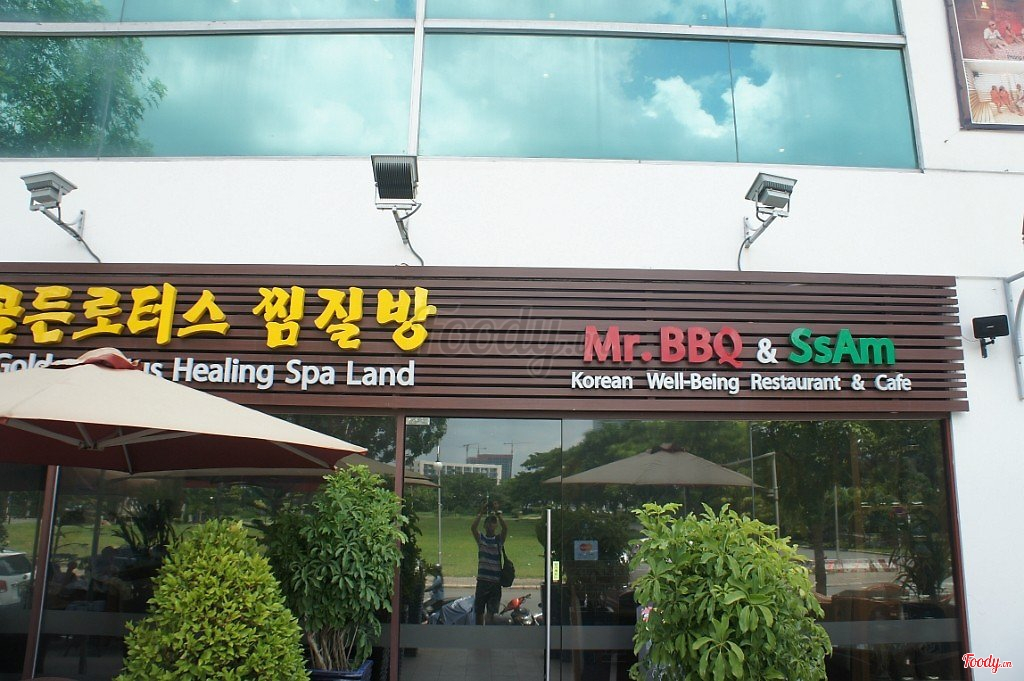 골든로터스 찜질방
Healing Spa Land
Mr. BBQ & SsAm
Korean Well-Being Restaurant & Cafe
Foody.vn